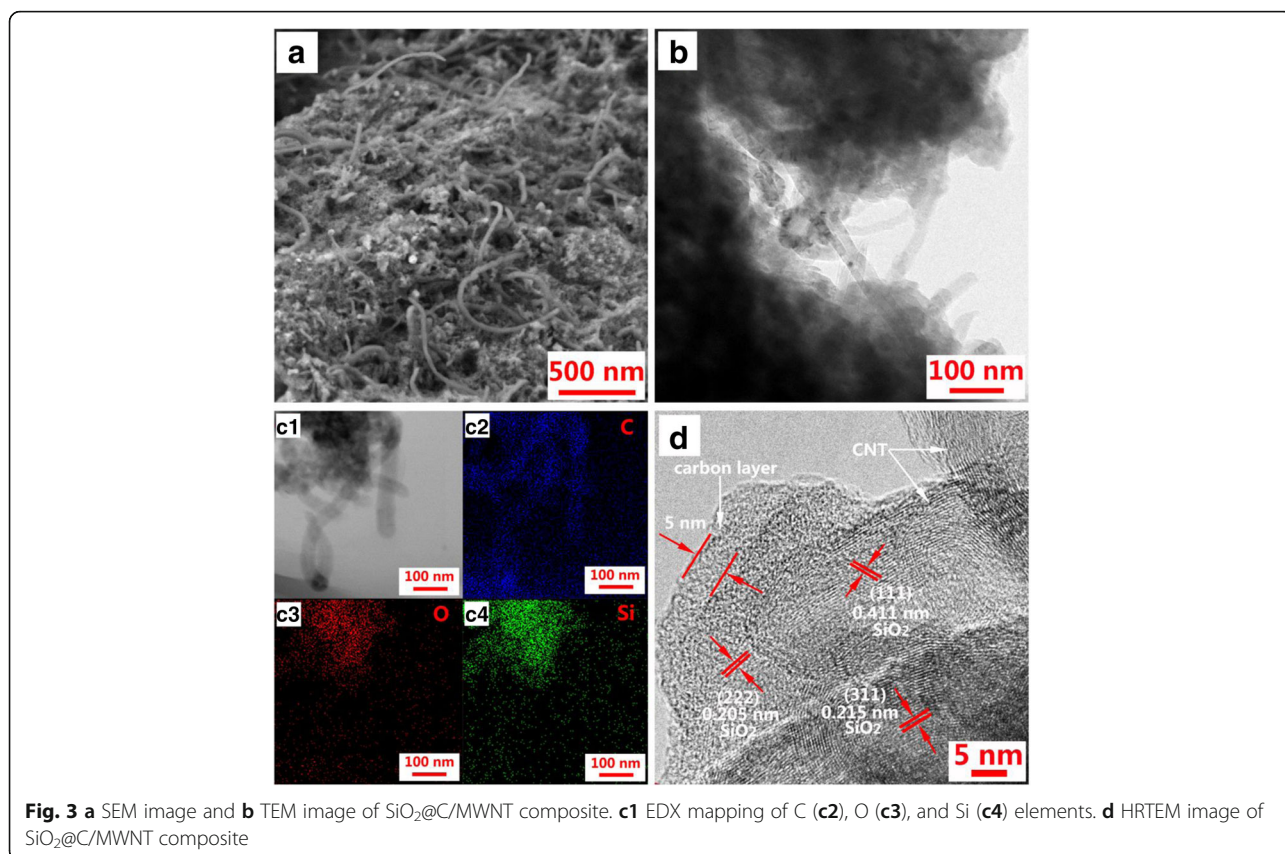 a
500 nm
b
100 nm
c1
100 nm
c2
C
100 nm
c3
O
100 nm
c4
Si
100 nm
d
CNT
carbon layer
5 nm
(111)
0.411 nm
SiO₂
(222)
0.205 nm
SiO₂
(311)
0.215 nm
SiO₂
5 nm
Fig. 3 a SEM image and b TEM image of SiO₂@C/MWNT composite. c1 EDX mapping of C (c2), O (c3), and Si (c4) elements. d HRTEM image of
SiO₂@C/MWNT composite